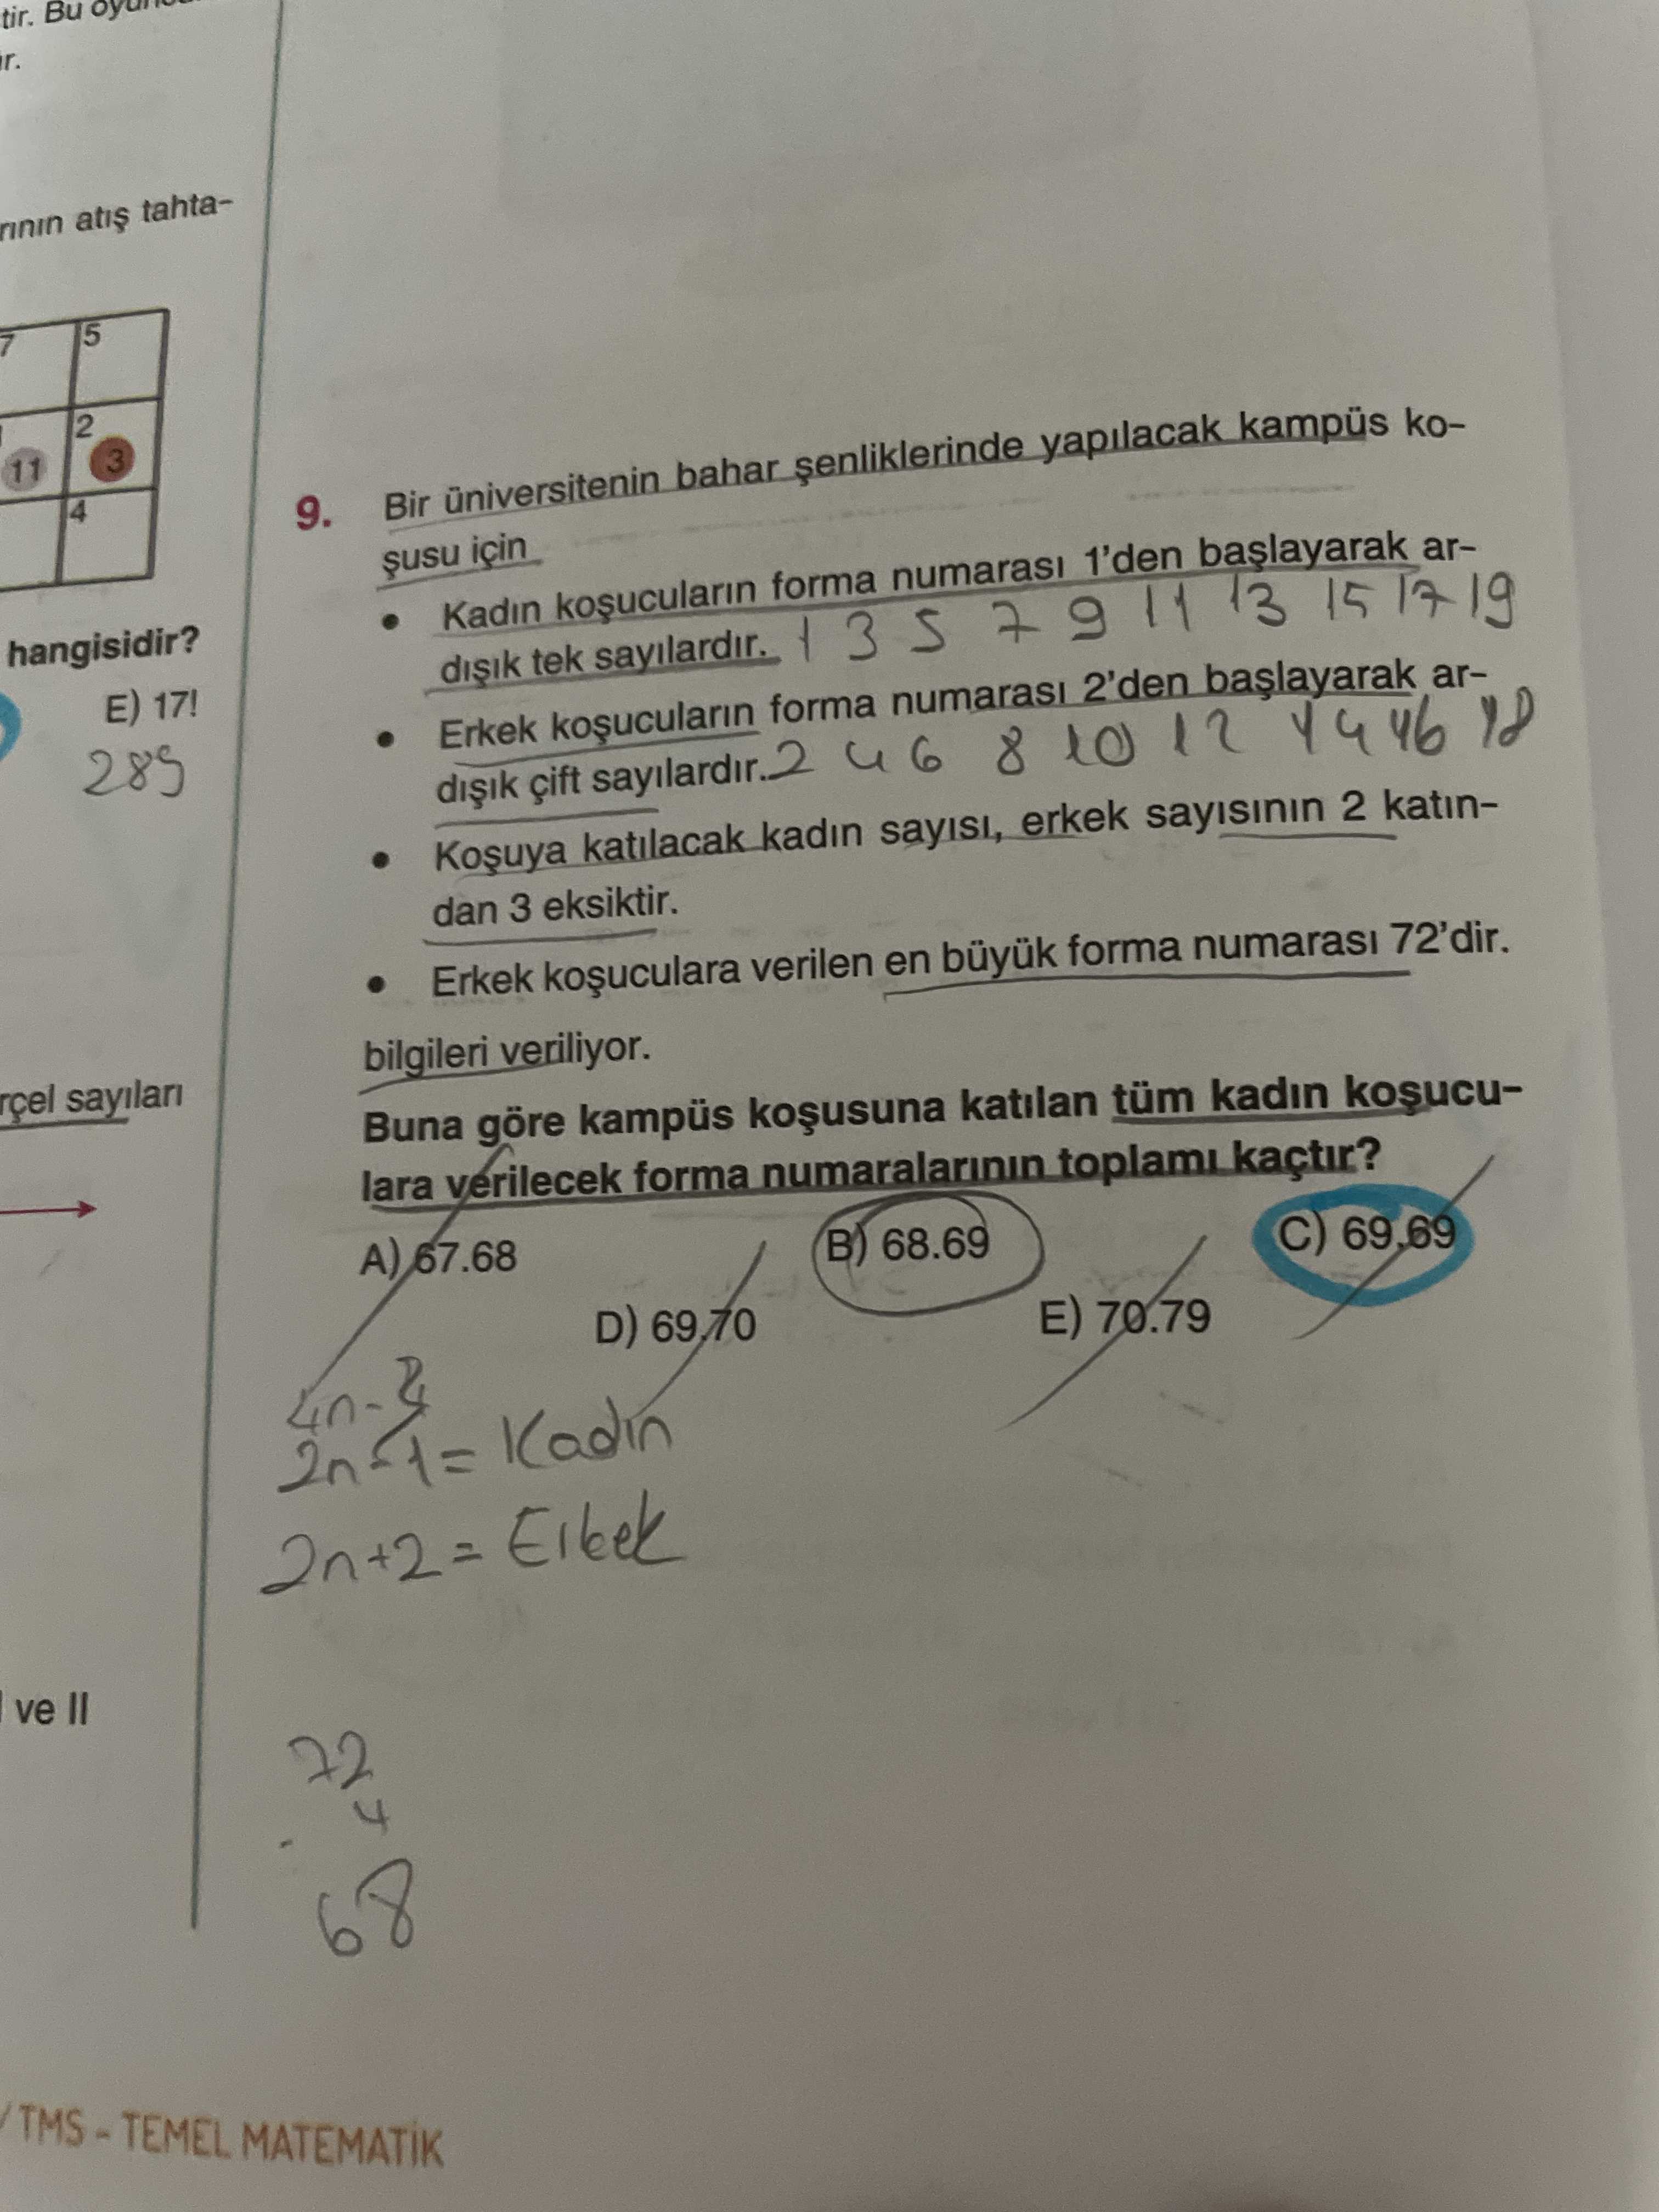 tir. Bu
ır.
rının atış tahta-
7 5
2
11 3
4
hangisidir?
E) 17!
289
rçel sayıları
ve II
9. Bir üniversitenin bahar şenliklerinde yapılacak kampüs ko-
şusu için
• Kadın koşucuların forma numarası 1'den başlayarak ar-
dışık tek sayılardır. 1 3 5 7 9 11 13 15 17 19
• Erkek koşucuların forma numarası 2'den başlayarak ar-
dışık çift sayılardır. 2 4 6 8 10 12 14 16 18
• Koşuya katılacak kadın sayısı, erkek sayısının 2 katın-
dan 3 eksiktir.
• Erkek koşuculara verilen en büyük forma numarası 72'dir.
bilgileri veriliyor.
Buna göre kampüs koşusuna katılan tüm kadın koşucu-
lara verilecek forma numaralarının toplamı kaçtır?
A) 67.68 B) 68.69 C) 69.69
D) 69.70 E) 70.79
2n-1 = Kadın
2n+2 = Erkek
72
4
-
68
TMS - TEMEL MATEMATİK